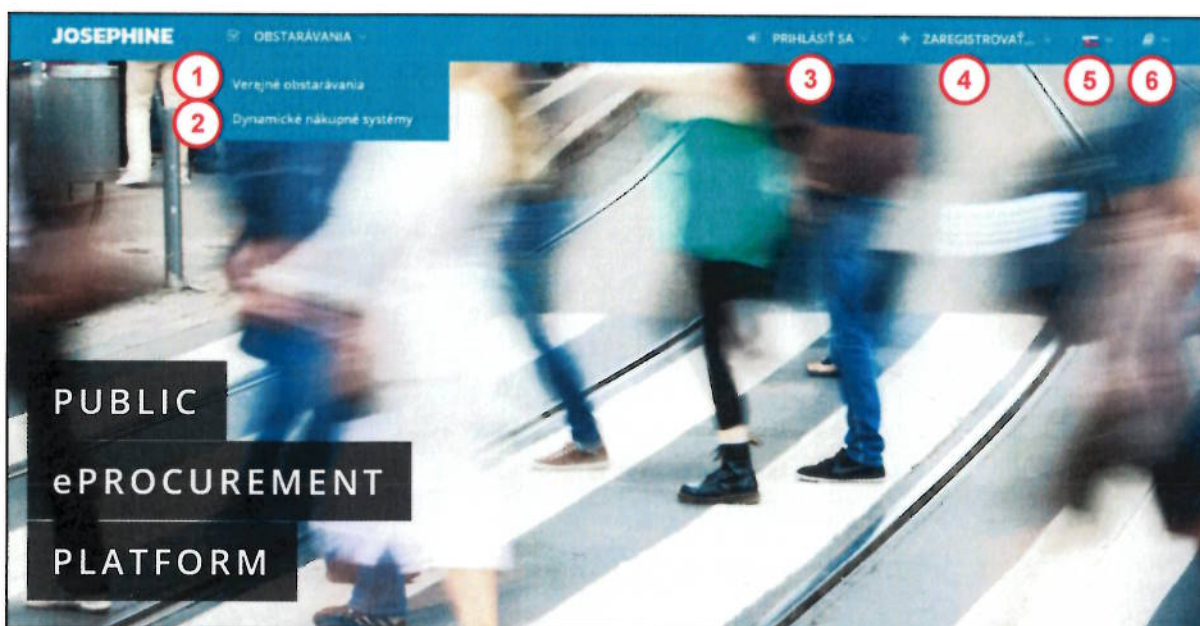 JOSEPHINE OBSTARÁVANIA PRIHLÁSIŤ SA ZAREGISTROVAŤ...
1 Verejné obstarávania 3 4 5 6
2 Dynamické nákupné systémy
PUBLIC
ePROCUREMENT
PLATFORM